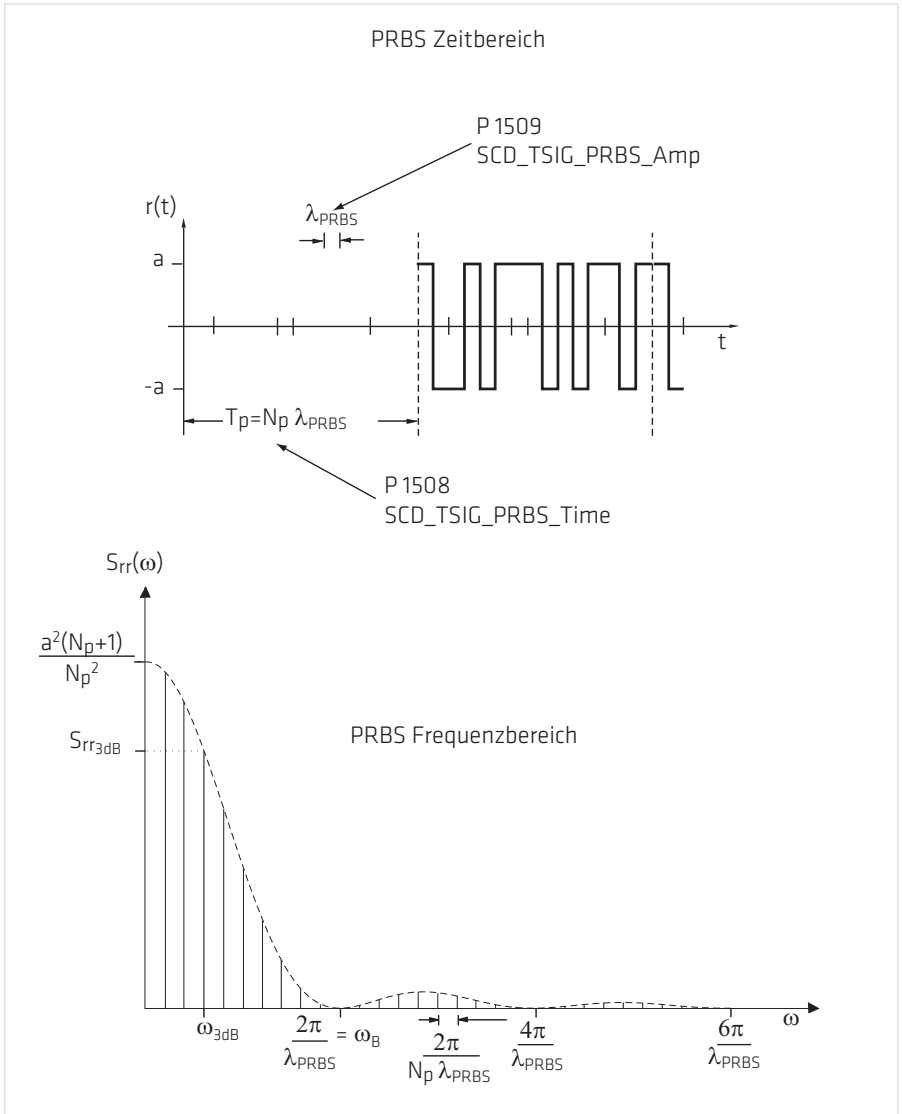 PRBS Zeitbereich
P 1509
SCD_TSIG_PRBS_Amp
r(t)
λPRBS
a
t
-a
Tp=Np λPRBS
P 1508
SCD_TSIG_PRBS_Time
Srr(ω)
a²(Np+1)
Np²
Srr3dB
PRBS Frequenzbereich
ω3dB
2π
λPRBS
= ωB
2π
Np λPRBS
4π
λPRBS
6π
λPRBS
ω